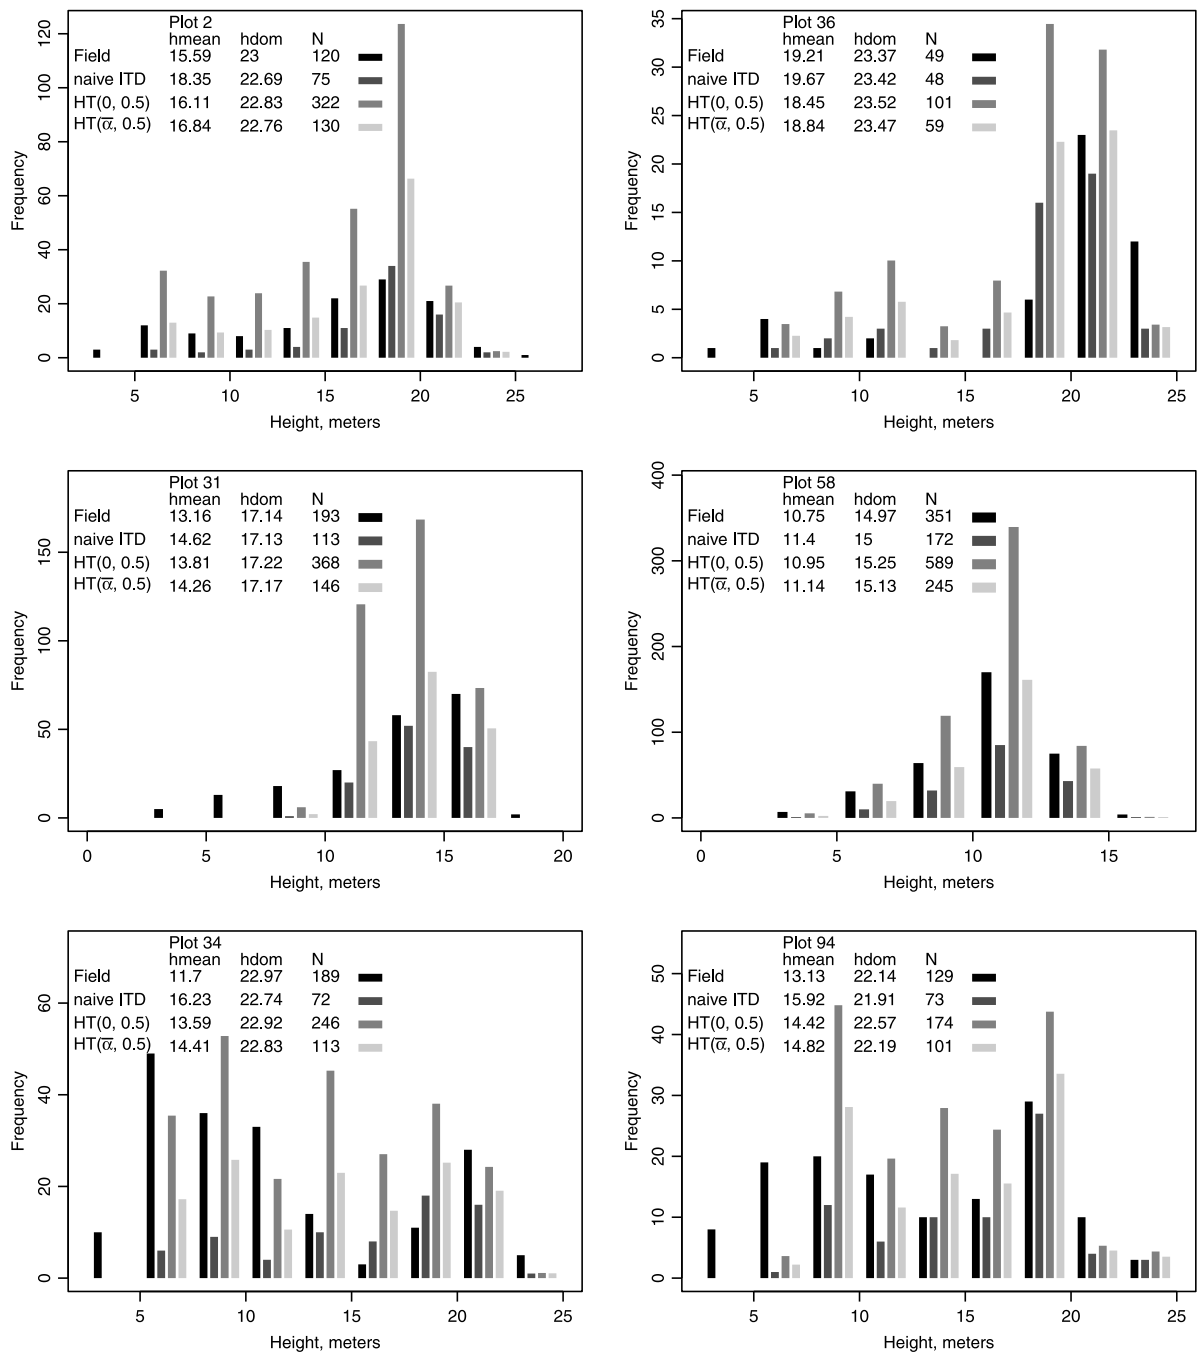 Plot 2
hmean hdom N
Field 15.59 23 120
naive ITD 18.35 22.69 75
HT(0, 0.5) 16.11 22.83 322
HT(α̅, 0.5) 16.84 22.76 130
Frequency
0 20 40 60 80 100 120
5 10 15 20 25
Height, meters
Plot 36
hmean hdom N
Field 19.21 23.37 49
naive ITD 19.67 23.42 48
HT(0, 0.5) 18.45 23.52 101
HT(α̅, 0.5) 18.84 23.47 59
Frequency
0 5 10 15 20 25 30 35
5 10 15 20 25
Height, meters
Plot 31
hmean hdom N
Field 13.16 17.14 193
naive ITD 14.62 17.13 113
HT(0, 0.5) 13.81 17.22 368
HT(α̅, 0.5) 14.26 17.17 146
Frequency
0 50 100 150
0 5 10 15 20
Height, meters
Plot 58
hmean hdom N
Field 10.75 14.97 351
naive ITD 11.4 15 172
HT(0, 0.5) 10.95 15.25 589
HT(α̅, 0.5) 11.14 15.13 245
Frequency
0 100 200 300 400
0 5 10 15
Height, meters
Plot 34
hmean hdom N
Field 11.7 22.97 189
naive ITD 16.23 22.74 72
HT(0, 0.5) 13.59 22.92 246
HT(α̅, 0.5) 14.41 22.83 113
Frequency
0 20 40 60
5 10 15 20 25
Height, meters
Plot 94
hmean hdom N
Field 13.13 22.14 129
naive ITD 15.92 21.91 73
HT(0, 0.5) 14.42 22.57 174
HT(α̅, 0.5) 14.82 22.19 101
Frequency
0 10 20 30 40 50
5 10 15 20 25
Height, meters